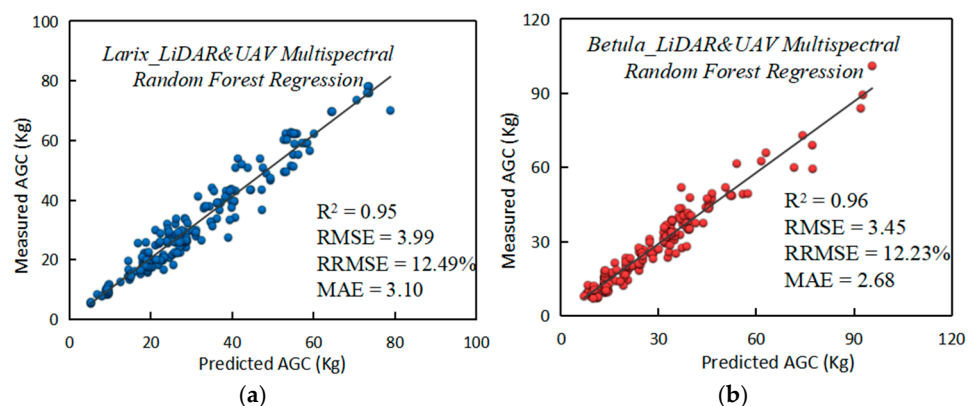 100
80
60
40
20
0
Measured AGC (Kg)
Larix_LiDAR&UAV Multispectral
Random Forest Regression
R² = 0.95
RMSE = 3.99
RRMSE = 12.49%
MAE = 3.10
0 20 40 60 80 100
Predicted AGC (Kg)
(a)
120
90
60
30
0
Measured AGC (Kg)
Betula_LiDAR&UAV Multispectral
Random Forest Regression
R² = 0.96
RMSE = 3.45
RRMSE = 12.23%
MAE = 2.68
0 30 60 90 120
Predicted AGC (Kg)
(b)